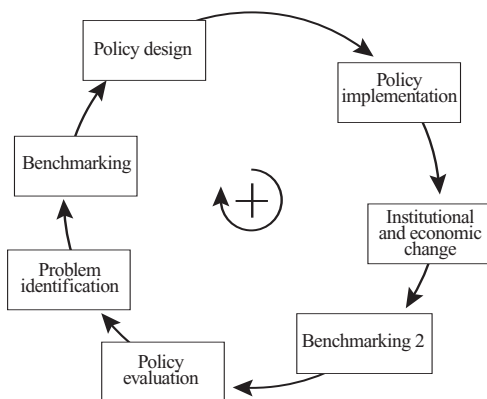 Policy design
Policy
implementation
Institutional
and economic
change
Benchmarking 2
Policy
evaluation
Problem
identification
Benchmarking